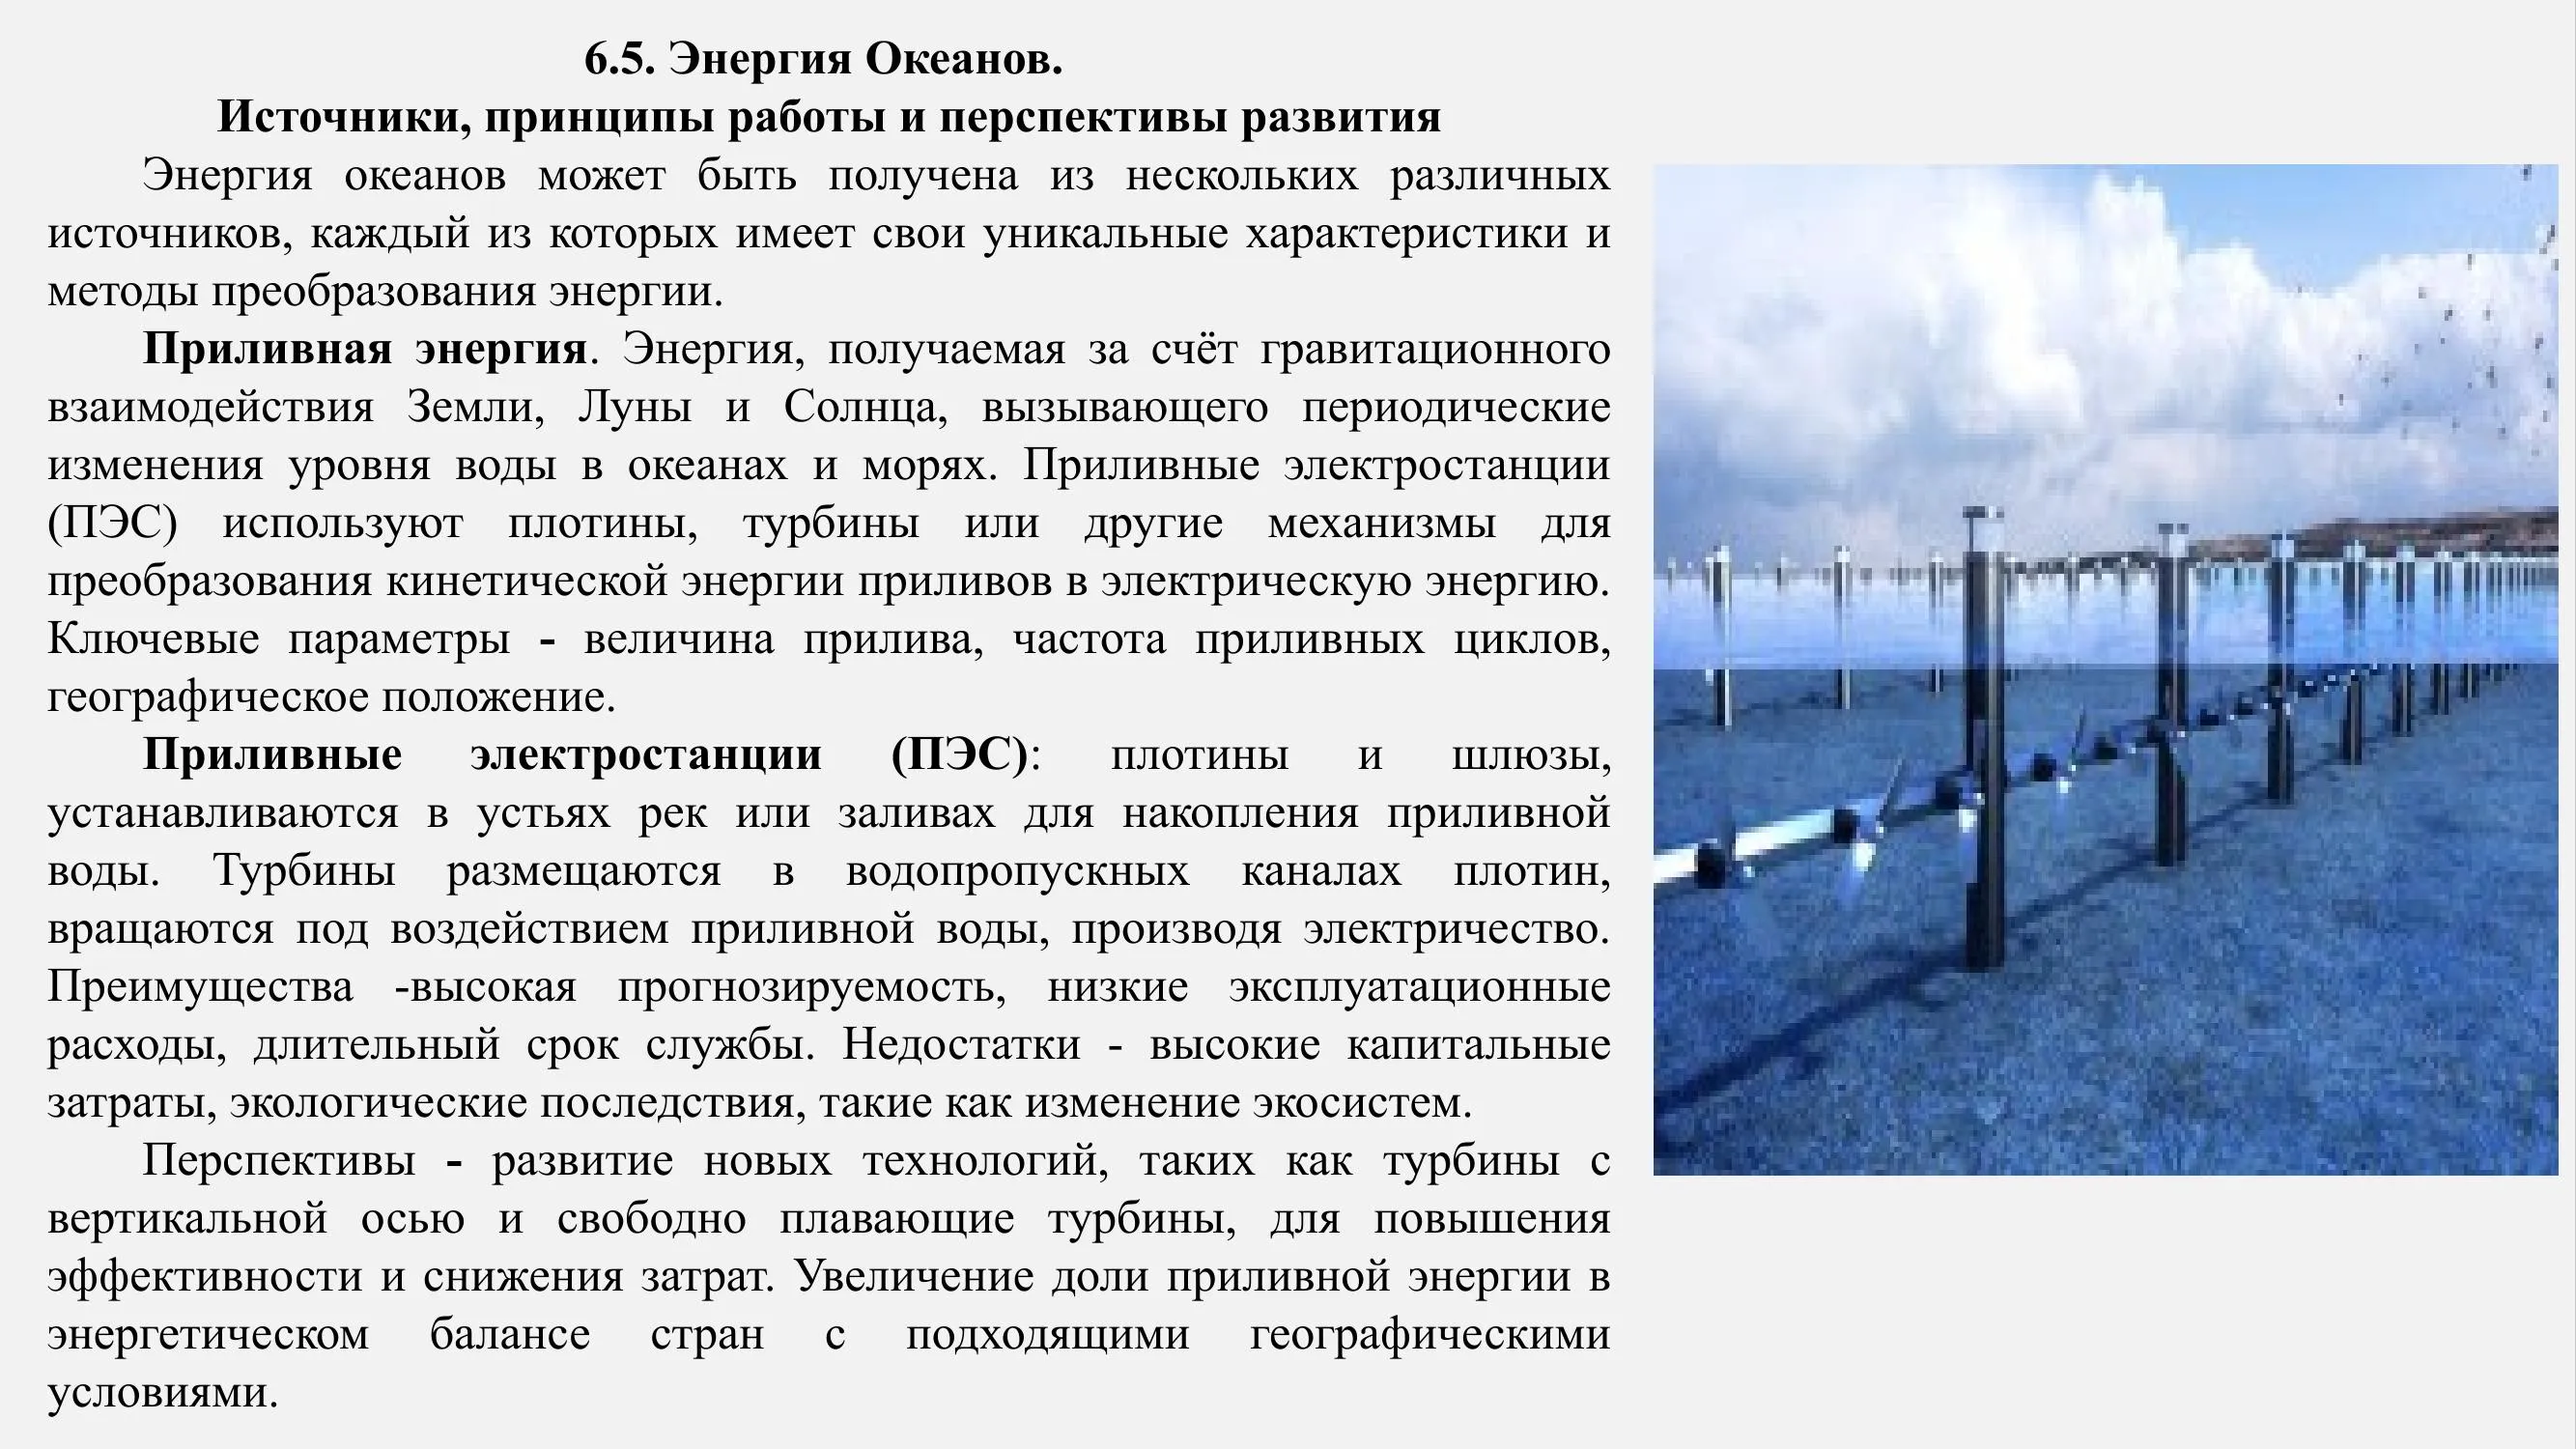 6.5. Энергия Океанов.
Источники, принципы работы и перспективы развития
Энергия океанов может быть получена из нескольких различных
источников, каждый из которых имеет свои уникальные характеристики и
методы преобразования энергии.
Приливная энергия. Энергия, получаемая за счёт гравитационного
взаимодействия Земли, Луны и Солнца, вызывающего периодические
изменения уровня воды в океанах и морях. Приливные электростанции
(ПЭС) используют плотины, турбины или другие механизмы для
преобразования кинетической энергии приливов в электрическую энергию.
Ключевые параметры - величина прилива, частота приливных циклов,
географическое положение.
Приливные электростанции (ПЭС): плотины и шлюзы,
устанавливаются в устьях рек или заливах для накопления приливной
воды. Турбины размещаются в водопропускных каналах плотин,
вращаются под воздействием приливной воды, производя электричество.
Преимущества -высокая прогнозируемость, низкие эксплуатационные
расходы, длительный срок службы. Недостатки - высокие капитальные
затраты, экологические последствия, такие как изменение экосистем.
Перспективы - развитие новых технологий, таких как турбины с
вертикальной осью и свободно плавающие турбины, для повышения
эффективности и снижения затрат. Увеличение доли приливной энергии в
энергетическом балансе стран с подходящими географическими
условиями.